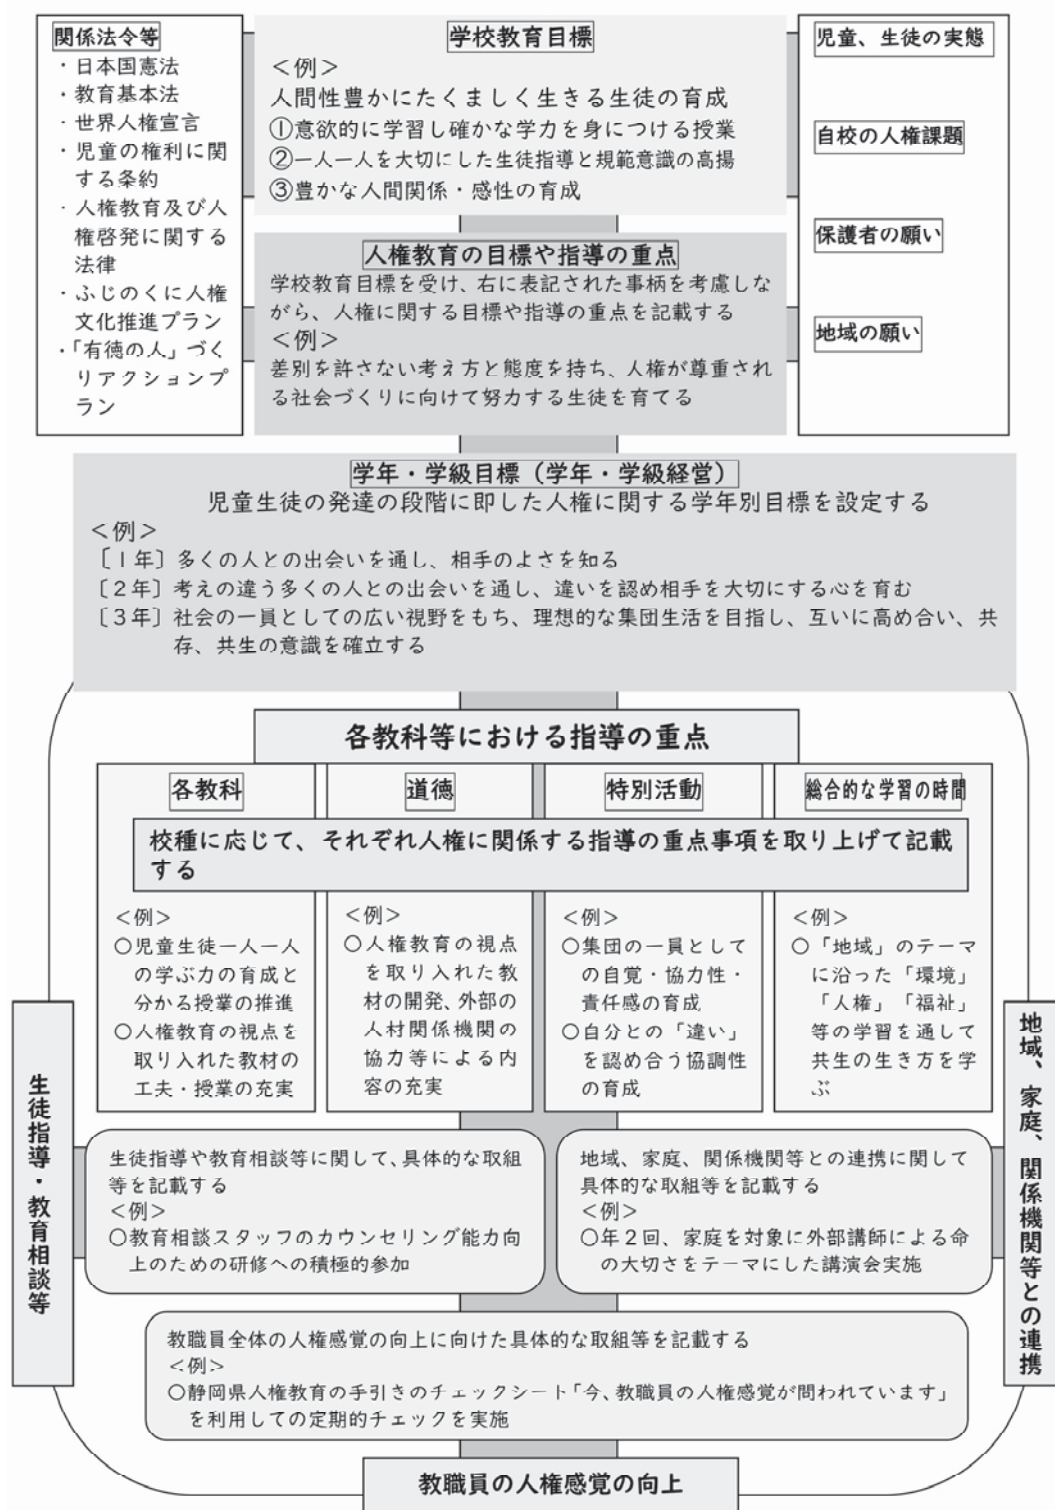 関係法令等
・日本国憲法
・教育基本法
・世界人権宣言
・児童の権利に関
する条約
・人権教育及び人
権啓発に関する
法律
・ふじのくに人権
文化推進プラン
・「有徳の人」づく
りアクションプ
ラン
学校教育目標
＜例＞
人間性豊かにたくましく生きる生徒の育成
①意欲的に学習し確かな学力を身につける授業
②一人一人を大切にした生徒指導と規範意識の高揚
③豊かな人間関係・感性の育成
人権教育の目標や指導の重点
学校教育目標を受け、右に表記された事柄を考慮しな
がら、人権に関する目標や指導の重点を記載する
＜例＞
差別を許さない考え方と態度を持ち、人権が尊重され
る社会づくりに向けて努力する生徒を育てる
児童、生徒の実態
自校の人権課題
保護者の願い
地域の願い
学年・学級目標（学年・学級経営）
児童生徒の発達の段階に即した人権に関する学年別目標を設定する
＜例＞
〔１年〕多くの人との出会いを通し、相手のよさを知る
〔２年〕考えの違う多くの人との出会いを通し、違いを認め相手を大切にする心を育む
〔３年〕社会の一員としての広い視野をもち、理想的な集団生活を目指し、互いに高め合い、共
存、共生の意識を確立する
各教科等における指導の重点
各教科
道徳
特別活動
総合的な学習の時間
校種に応じて、それぞれ人権に関係する指導の重点事項を取り上げて記載
する
＜例＞
○児童生徒一人一人
の学ぶ力の育成と
分かる授業の推進
○人権教育の視点を
取り入れた教材の
工夫・授業の充実
＜例＞
○人権教育の視点
を取り入れた教
材の開発、外部の
人材関係機関の
協力等による内
容の充実
＜例＞
○集団の一員として
の自覚・協力性・
責任感の育成
○自分との「違い」
を認め合う協調性
の育成
＜例＞
○「地域」のテーマ
に沿った「環境」
「人権」「福祉」
等の学習を通して
共生の生き方を学
ぶ
生徒指導・教育相談等
生徒指導や教育相談等に関して、具体的な取組
等を記載する
＜例＞
○教育相談スタッフのカウンセリング能力向
上のための研修への積極的参加
地域、家庭、関係機関等との連携に関して
具体的な取組等を記載する
＜例＞
○年２回、家庭を対象に外部講師による命
の大切さをテーマにした講演会実施
地域、家庭、関係機関等との連携
教職員全体の人権感覚の向上に向けた具体的な取組等を記載する
＜例＞
○静岡県人権教育の手引きのチェックシート「今、教職員の人権感覚が問われています」
を利用しての定期的チェックを実施
教職員の人権感覚の向上